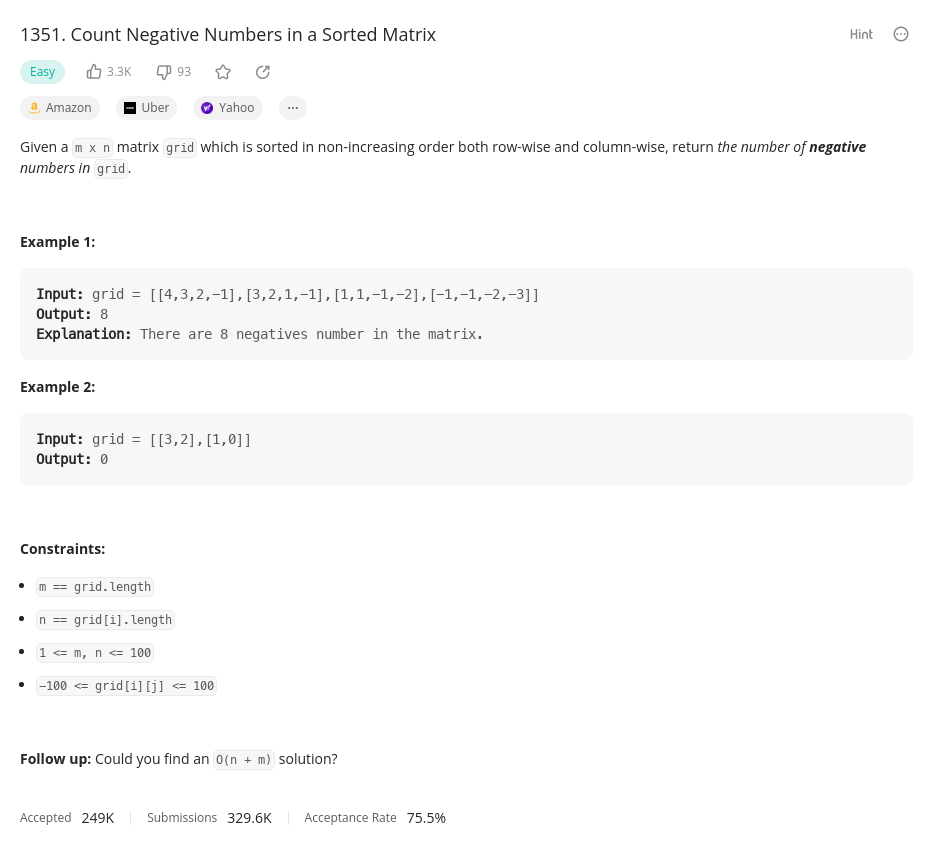 1351. Count Negative Numbers in a Sorted Matrix
Hint
Easy
3.3K
93
Amazon
Uber
Yahoo
Given a m x n matrix grid which is sorted in non-increasing order both row-wise and column-wise, return the number of negative
numbers in grid.
Example 1:
Input: grid = [[4,3,2,−1],[3,2,1,−1],[1,1,−1,−2],[−1,−1,−2,−3]]
Output: 8
Explanation: There are 8 negatives number in the matrix.
Example 2:
Input: grid = [[3,2],[1,0]]
Output: 0
Constraints:
• m == grid.length
• n == grid[i].length
• 1 <= m, n <= 100
• −100 <= grid[i][j] <= 100
Follow up: Could you find an O(n + m) solution?
Accepted 249K Submissions 329.6K Acceptance Rate 75.5%